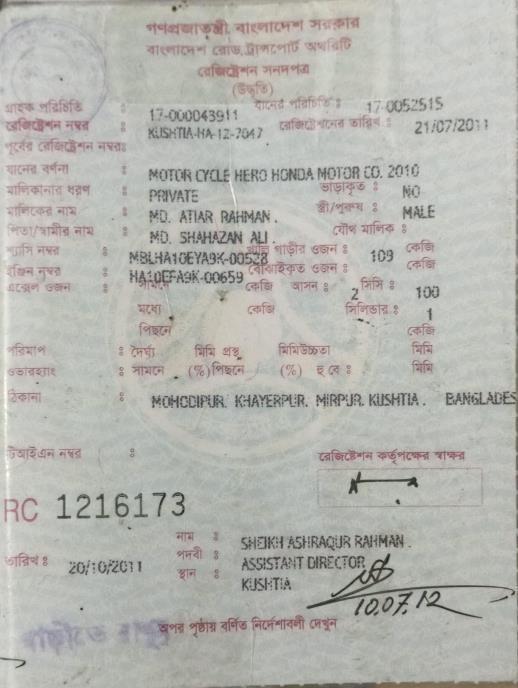 গণপ্রজাতন্ত্রী বাংলাদেশ সরকার
বাংলাদেশ রোড ট্রান্সপোর্ট অথরিটি
রেজিষ্ট্রেশন সনদপত্র
(উদ্ধৃতি)
গ্রাহক পরিচিতি : 17-000043911 যানের পরিচিতি : 17-0052515
রেজিষ্ট্রেশন নম্বর : KUSHTIA-HA-12-7047 রেজিষ্ট্রেশনের তারিখ : 21/07/2011
পূর্বের রেজিষ্ট্রেশন নম্বর:
যানের বর্ণনা : MOTOR CYCLE HERO HONDA MOTOR CO. 2010
মালিকানার ধরণ : PRIVATE ভাড়াকৃত : NO
মালিকের নাম : MD. ATIAR RAHMAN. স্ত্রী/পুরুষ : MALE
পিতা/স্বামীর নাম : MD. SHAHAZAN ALI. যৌথ মালিক :
শ্যাসি নম্বর : MBLHA10EYA9K-00528 খালি গাড়ীর ওজন : 109 কেজি
ইঞ্জিন নম্বর : HA10EFA9K-00659 বোঝাইকৃত ওজন : কেজি
এক্সেল ওজন : সামনে কেজি আসন : 2 সিসি : 100
মধ্যে কেজি সিলিন্ডার : 1
পিছনে কেজি
পরিমাপ : দৈর্ঘ্য মিমি প্রস্থ মিমিউচ্চতা মিমি
ওভারহ্যাং : সামনে (%) পিছনে (%) হু বে : মিমি
ঠিকানা : MOHODIPUR. KHAYERPUR. MIRPUR. KUSHTIA. BANGLADES
টিআইএন নম্বর :
রেজিষ্ট্রেশন কর্তৃপক্ষের স্বাক্ষর
RC 1216173
নাম : SHEIKH ASHRAQUR RAHMAN.
তারিখ : 20/10/2011 পদবী : ASSISTANT DIRECTOR
স্থান : KUSHTIA
10.07.12
অপর পৃষ্ঠায় বর্ণিত নির্দেশাবলী দেখুন